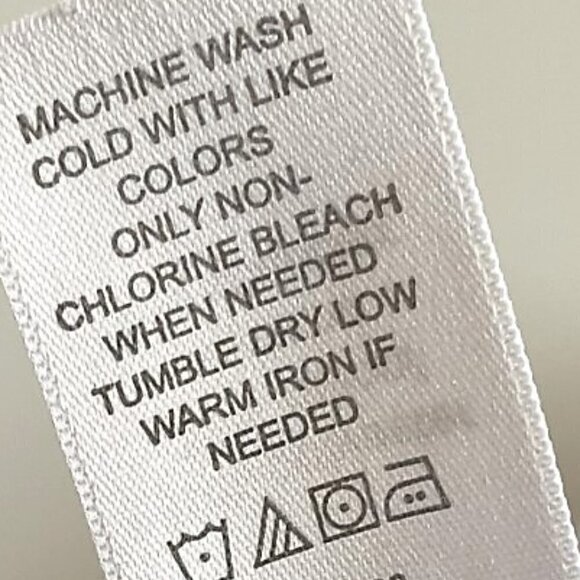 MACHINE WASH
COLD WITH LIKE
COLORS
ONLY NON-
CHLORINE BLEACH
WHEN NEEDED
TUMBLE DRY LOW
WARM IRON IF
NEEDED